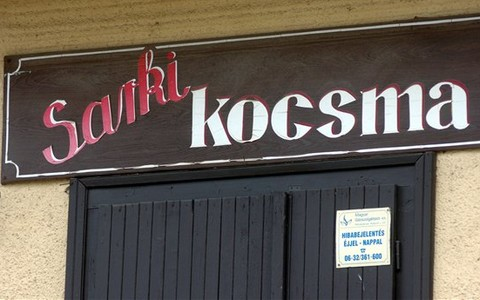 Sarki
kocsma
HIBABEJELENTÉS
ÉJJEL - NAPPAL
06-32/361-600